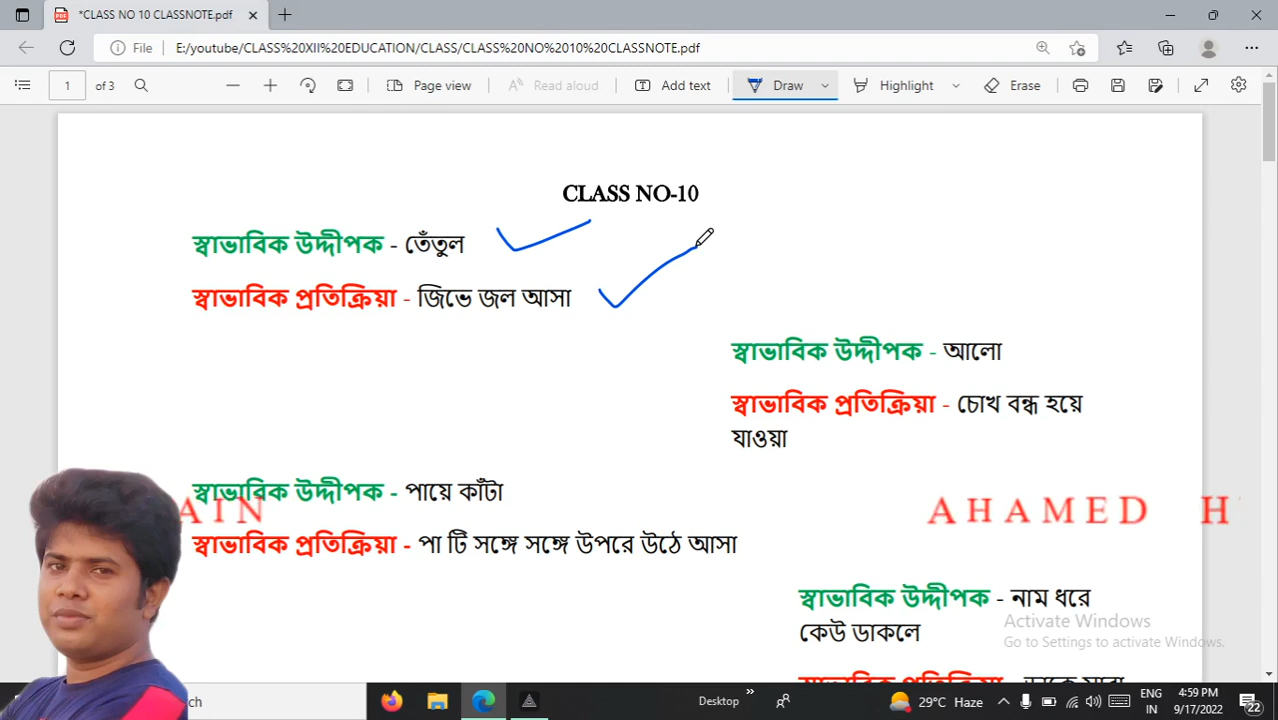 *CLASS NO 10 CLASSNOTE.pdf
File E:/youtube/CLASS%20XII%20EDUCATION/CLASS/CLASS%20NO%2010%20CLASSNOTE.pdf
1 of 3 Page view Read aloud Add text Draw Highlight Erase
CLASS NO-10
স্বাভাবিক উদ্দীপক - তেঁতুল
স্বাভাবিক প্রতিক্রিয়া - জিভে জল আসা
স্বাভাবিক উদ্দীপক - আলো
স্বাভাবিক প্রতিক্রিয়া - চোখ বন্ধ হয়ে
যাওয়া
স্বাভাবিক উদ্দীপক - পায়ে কাঁটা
AIN AHAMED H
স্বাভাবিক প্রতিক্রিয়া - পা টি সঙ্গে সঙ্গে উপরে উঠে আসা
স্বাভাবিক উদ্দীপক - নাম ধরে
কেউ ডাকলে
Activate Windows
Go to Settings to activate Windows.
Desktop 29°C Haze ENG IN 4:59 PM 9/17/2022 22